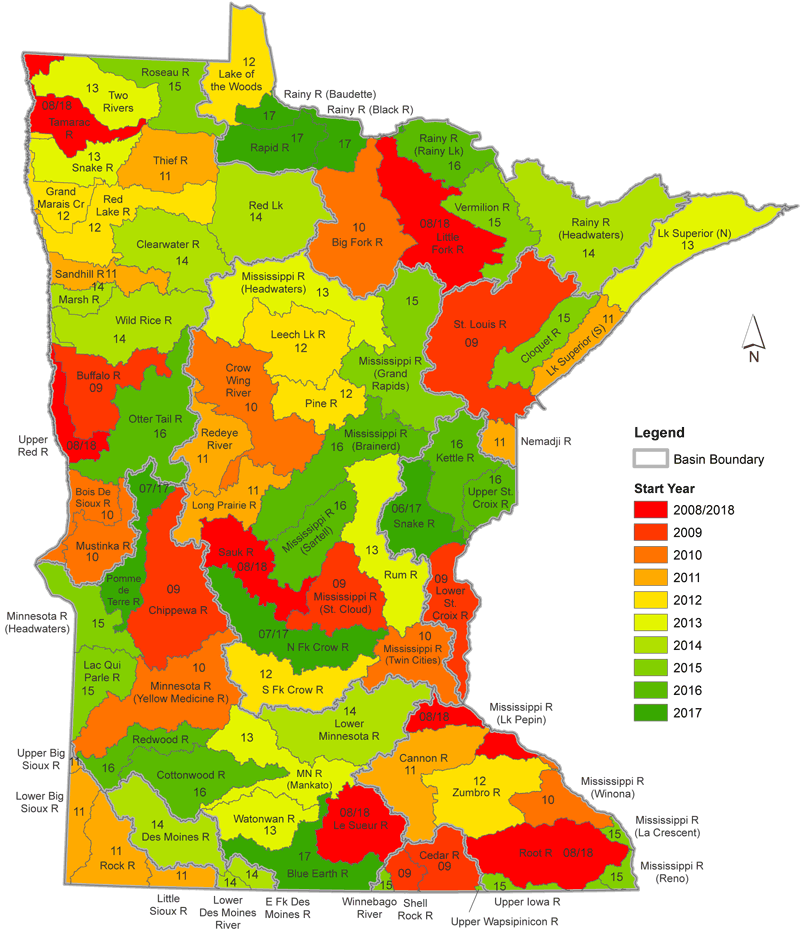 12
Lake of
the Woods
Roseau R
15
13
Two
Rivers
08/18
Tamarac
R
Rainy R (Baudette)
Rainy R (Black R)
17
17
17
Rapid R
Rainy R
(Rainy Lk)
16
13
Snake R
Thief R
11
Grand
Marais Cr
12
Red
Lake R
12
Red Lk
14
10
Big Fork R
08/18
Little
Fork R
Vermilion R
15
Rainy R
(Headwaters)
14
Lk Superior (N)
13
Clearwater R
14
Sandhill R 11
14
Marsh R
Wild Rice R
14
Mississippi R
(Headwaters)
13
Leech Lk R
12
15
Mississippi R
(Grand
Rapids)
St. Louis R
09
15
Cloquet R
11
Lk Superior (S)
N
Buffalo R
09
Crow
Wing
River
10
12
Pine R
Otter Tail R
16
Upper
Red R
08/18
Redeye
River
11
Mississippi R
16
(Brainerd)
16
Kettle R
11
Nemadji R
Legend
Basin Boundary
Start Year
2008/2018
2009
2010
2011
2012
2013
2014
2015
2016
2017
Bois De
Sioux R
10
07/17
11
Long Prairie R
16
Mississippi R
(Sartell)
06/17
Snake R
16
Upper St.
Croix R
Mustinka R
10
Sauk R
08/18
13
Rum R
Pomme
de
Terre R
09
Chippewa R
09
Mississippi R
(St. Cloud)
09
Lower
St.
Croix R
Minnesota R
(Headwaters)
15
07/17
N Fk Crow R
10
Mississippi R
(Twin Cities)
Lac Qui
Parle R
15
10
Minnesota R
(Yellow Medicine R)
12
S Fk Crow R
14
Lower
Minnesota R
08/18
Mississippi R
(Lk Pepin)
Redwood R
13
Upper Big
Sioux R
11
16
Cottonwood R
16
MN R
(Mankato)
Cannon R
11
12
Zumbro R
10
Mississippi R
(Winona)
Lower Big
Sioux R
11
14
Des Moines R
Watonwan R
13
08/18
Le Sueur R
Mississippi R
(La Crescent)
15
11
Rock R
17
Blue Earth R
Cedar R
09
09
Root R 08/18
15
Mississippi R
(Reno)
11
14
14
15
15
Little
Sioux R
Lower
Des Moines
River
E Fk Des
Moines R
Winnebago
River
Shell
Rock R
Upper Iowa R
Upper Wapsipinicon R